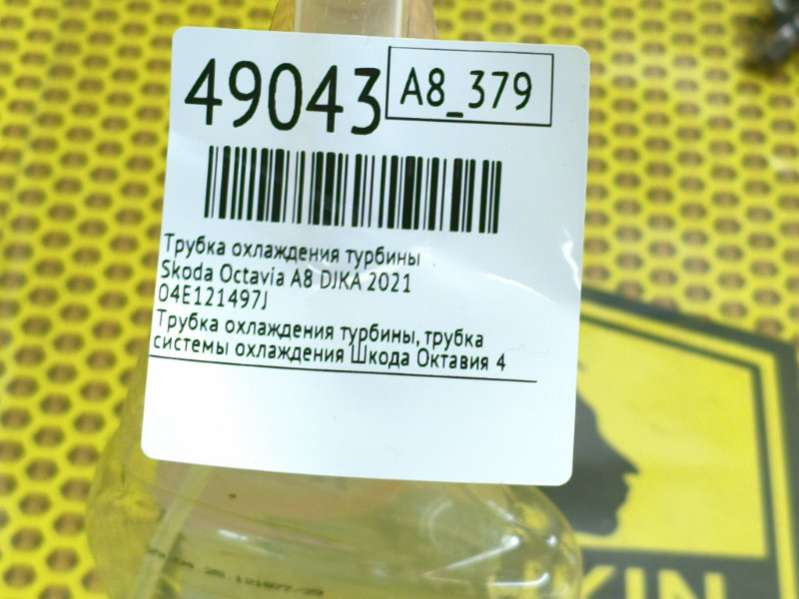 49043
A8_379
Трубка охлаждения турбины
Skoda Octavia A8 DJKA 2021
04E121497J
Трубка охлаждения турбины, трубка
системы охлаждения Шкода Октавия 4